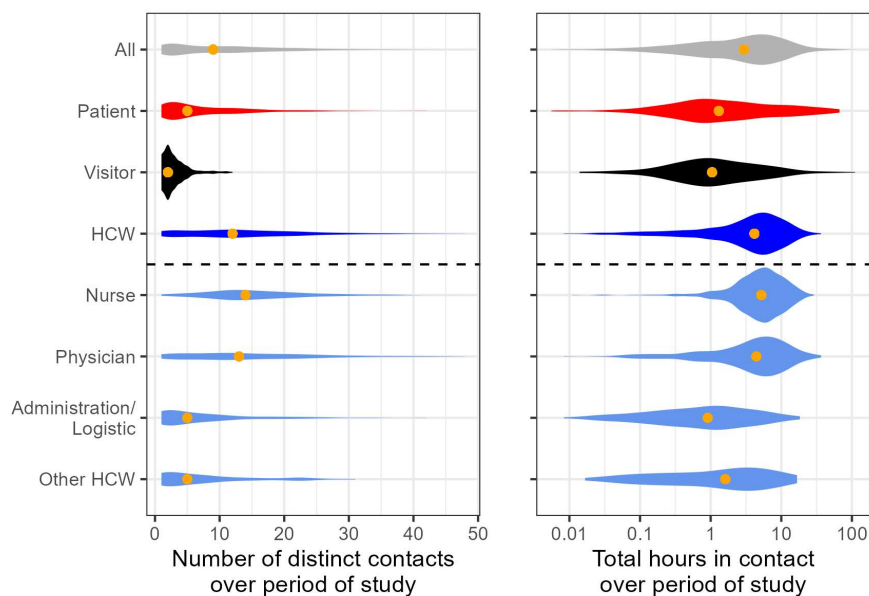 All
Patient
Visitor
HCW
Nurse
Physician
Administration/
Logistic
Other HCW
0 10 20 30 40 50
Number of distinct contacts
over period of study
0.01 0.1 1 10 100
Total hours in contact
over period of study